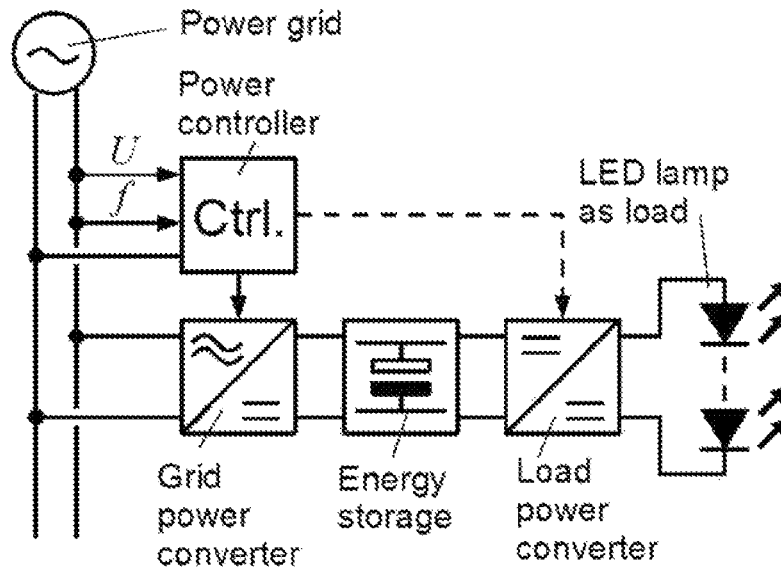 Power grid
Power
controller
U
f
Ctrl.
LED lamp
as load
Grid
power
converter
Energy
storage
Load
power
converter